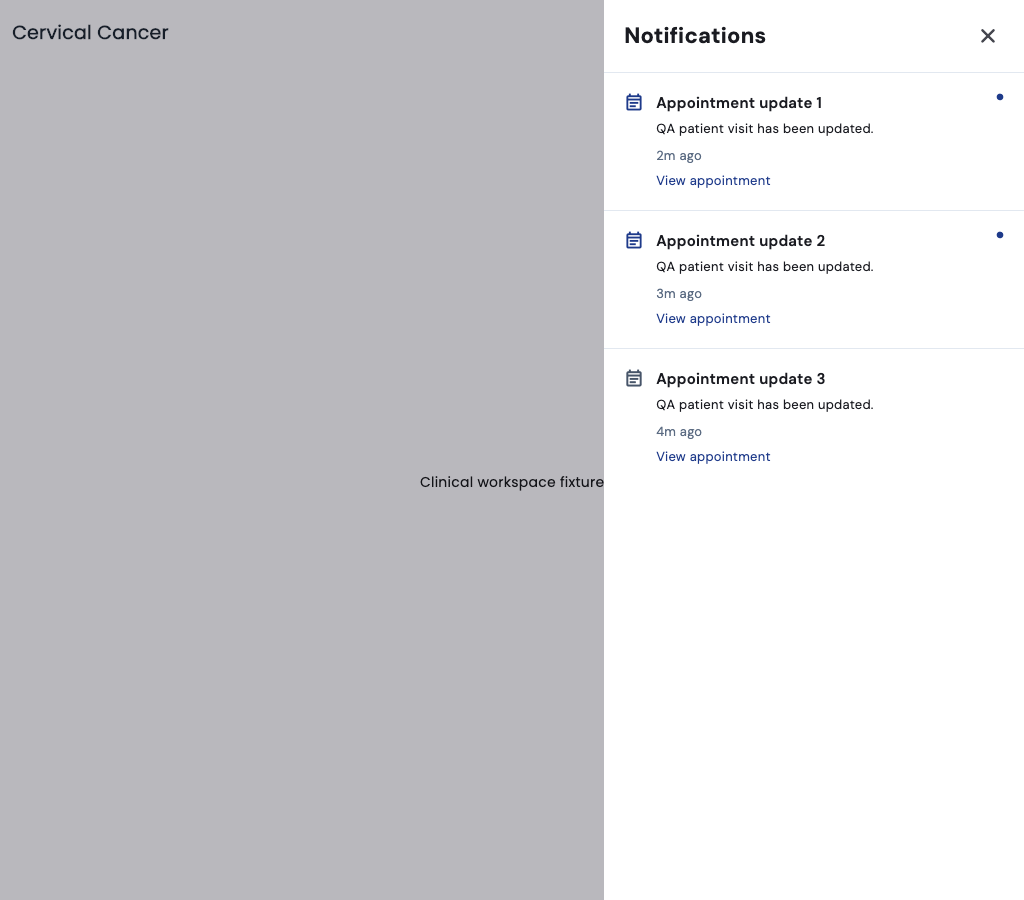 Cervical Cancer
Notifications
Appointment update 1
QA patient visit has been updated.
2m ago
View appointment
Appointment update 2
QA patient visit has been updated.
3m ago
View appointment
Appointment update 3
QA patient visit has been updated.
4m ago
View appointment
Clinical workspace fixture